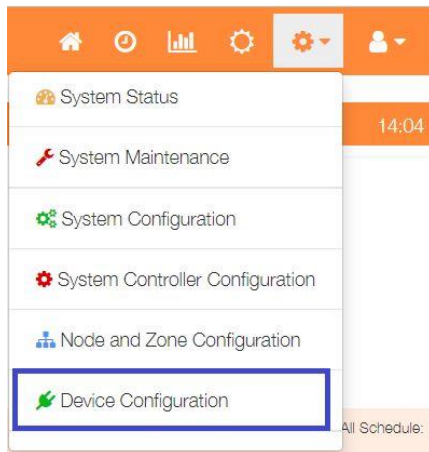 System Status
14:04
System Maintenance
System Configuration
System Controller Configuration
Node and Zone Configuration
Device Configuration
All Schedule: